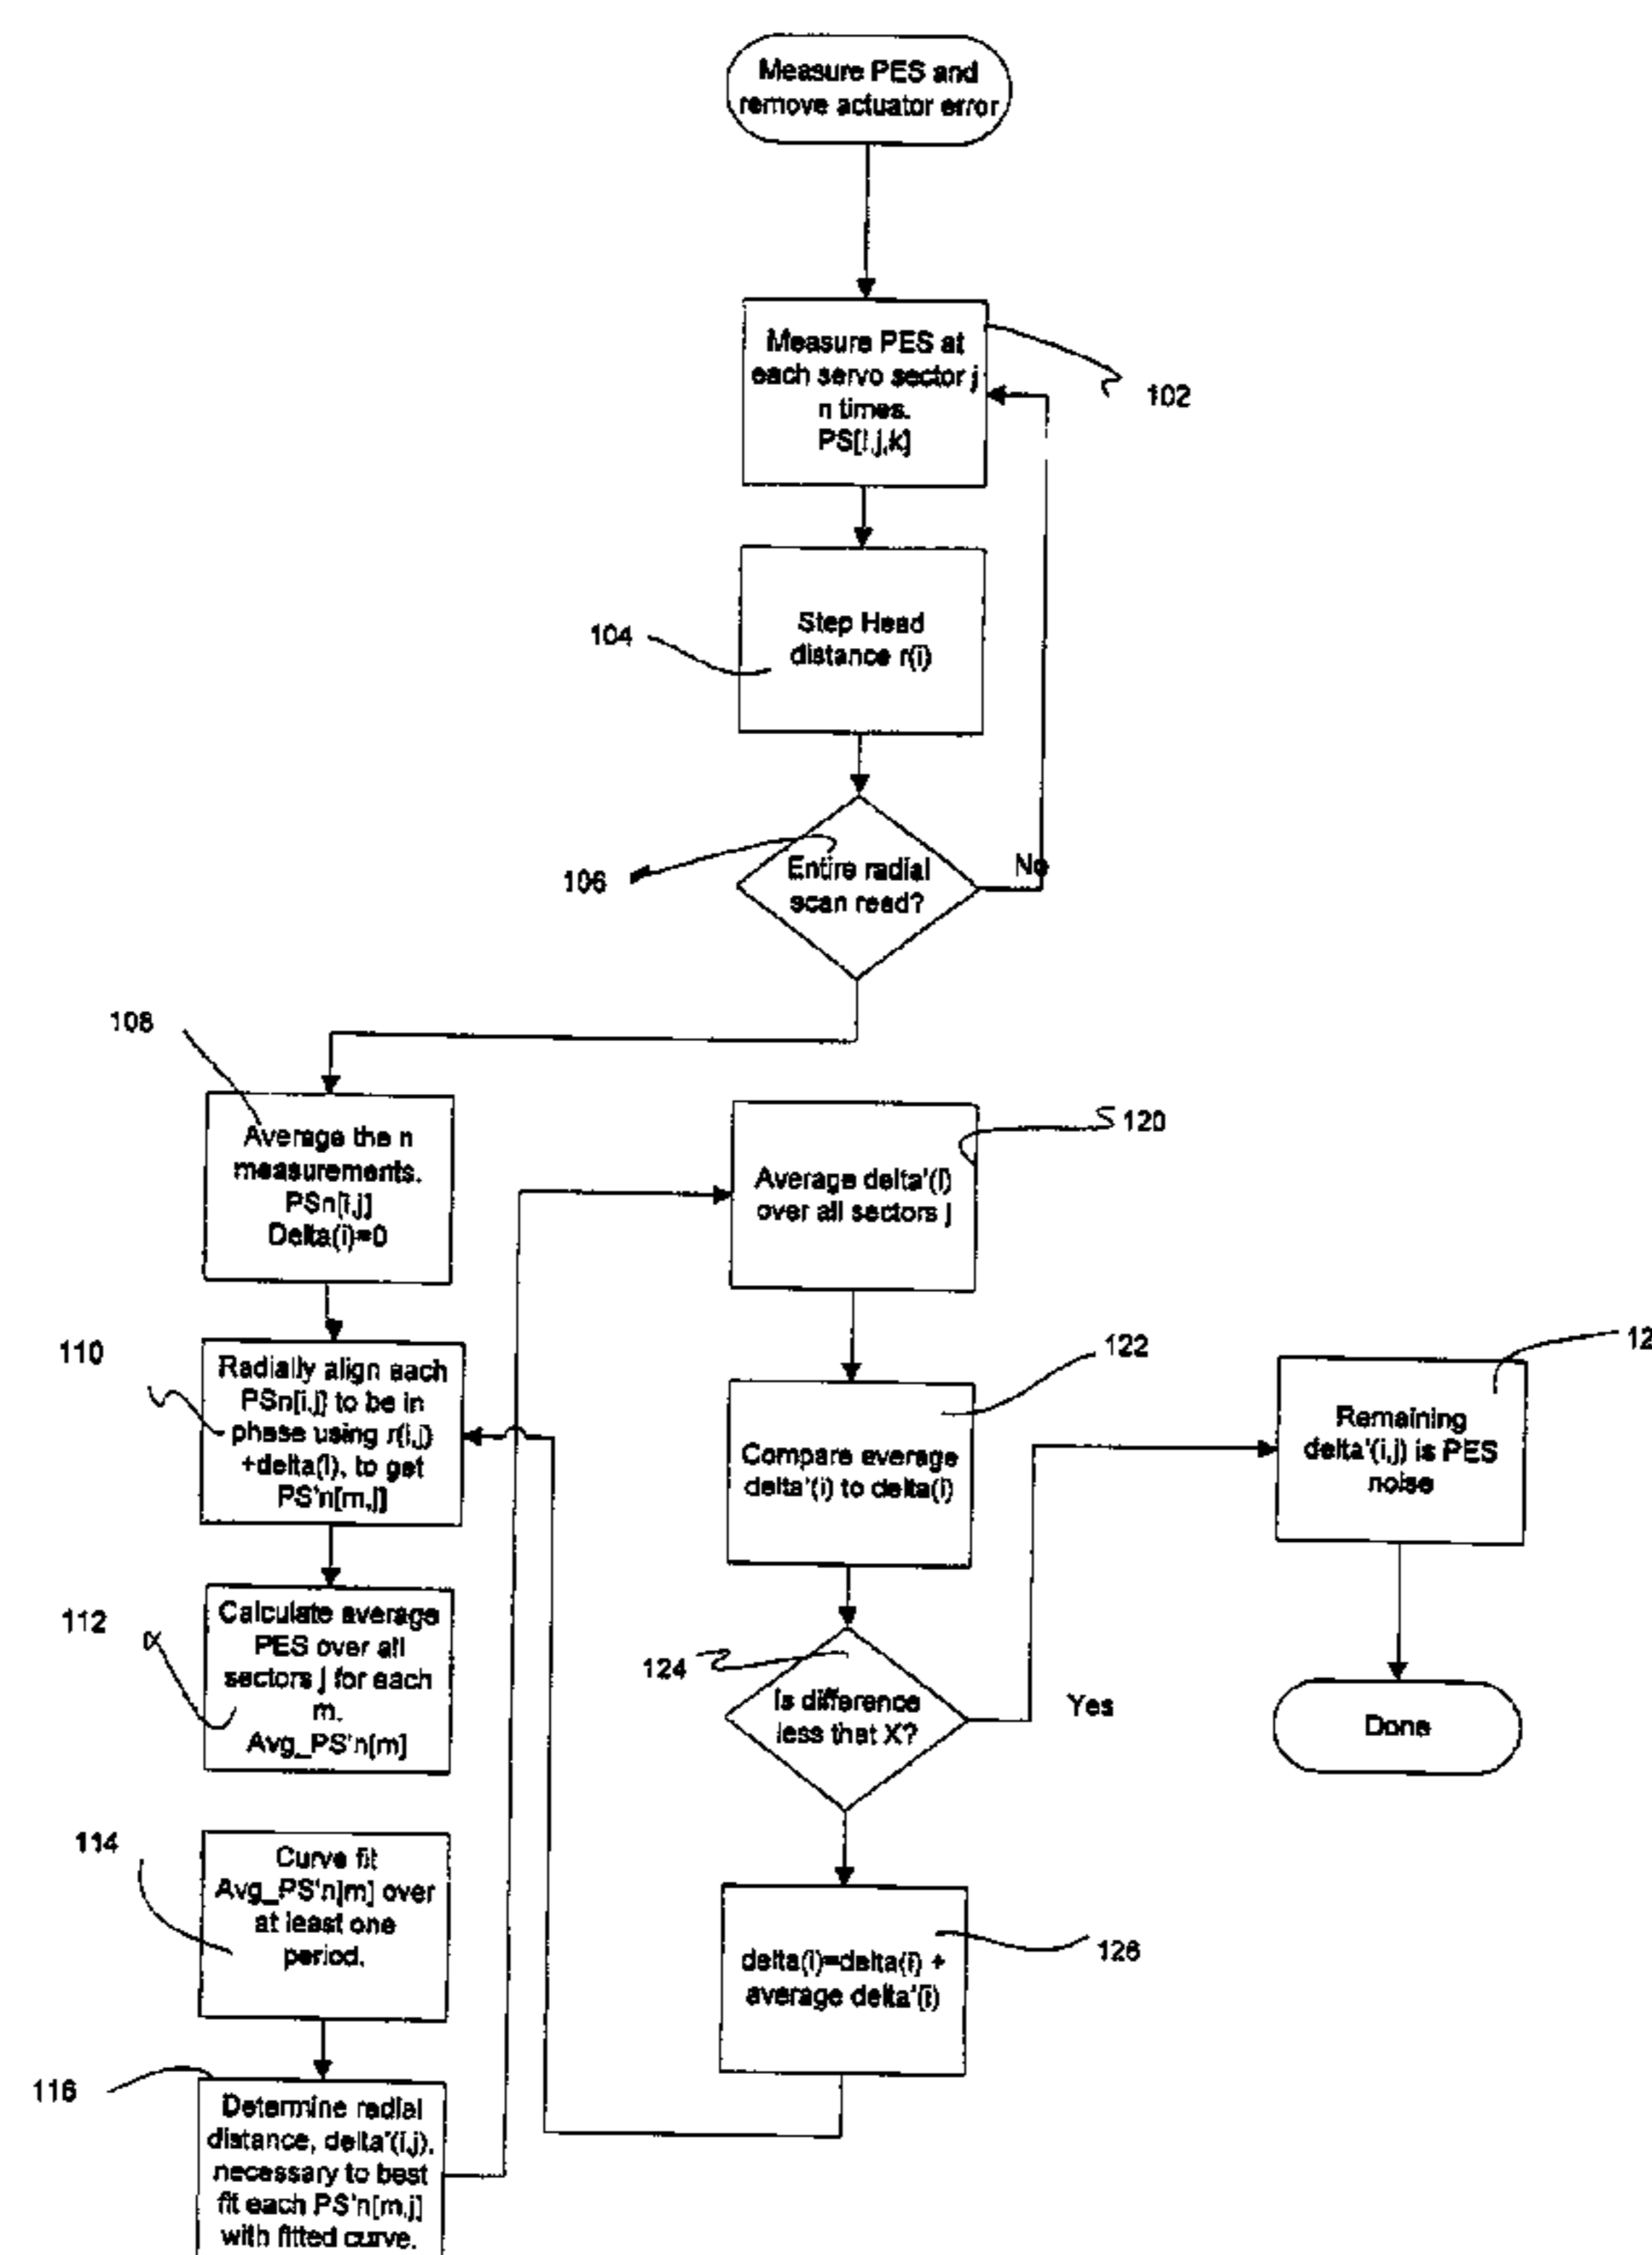 Measure PES and
remove actuator error
Measure PES at
each servo sector j
n times.
PS[i,j,k]
102
Step Head
distance r(i)
104
Entire radial
scan read?
106
No
108
Average the n
measurements.
PSn[i,j]
Delta(i)=0
110
Radially align each
PSn[i,j] to be in
phase using r(i,j)
+delta(i), to get
PS'n[m,j]
112
Calculate average
PES over all
sectors j for each
m.
Avg_PS'n[m]
114
Curve fit
Avg_PS'n[m] over
at least one
period.
116
Determine radial
distance, delta'(i,j),
necessary to best
fit each PS'n[m,j]
with fitted curve.
120
Average delta'(i)
over all sectors j
122
Compare average
delta'(i) to delta(i)
124
Is difference
less that X?
Yes
126
delta(i)=delta(i) +
average delta'(i)
12
Remaining
delta'(i,j) is PES
noise
Done